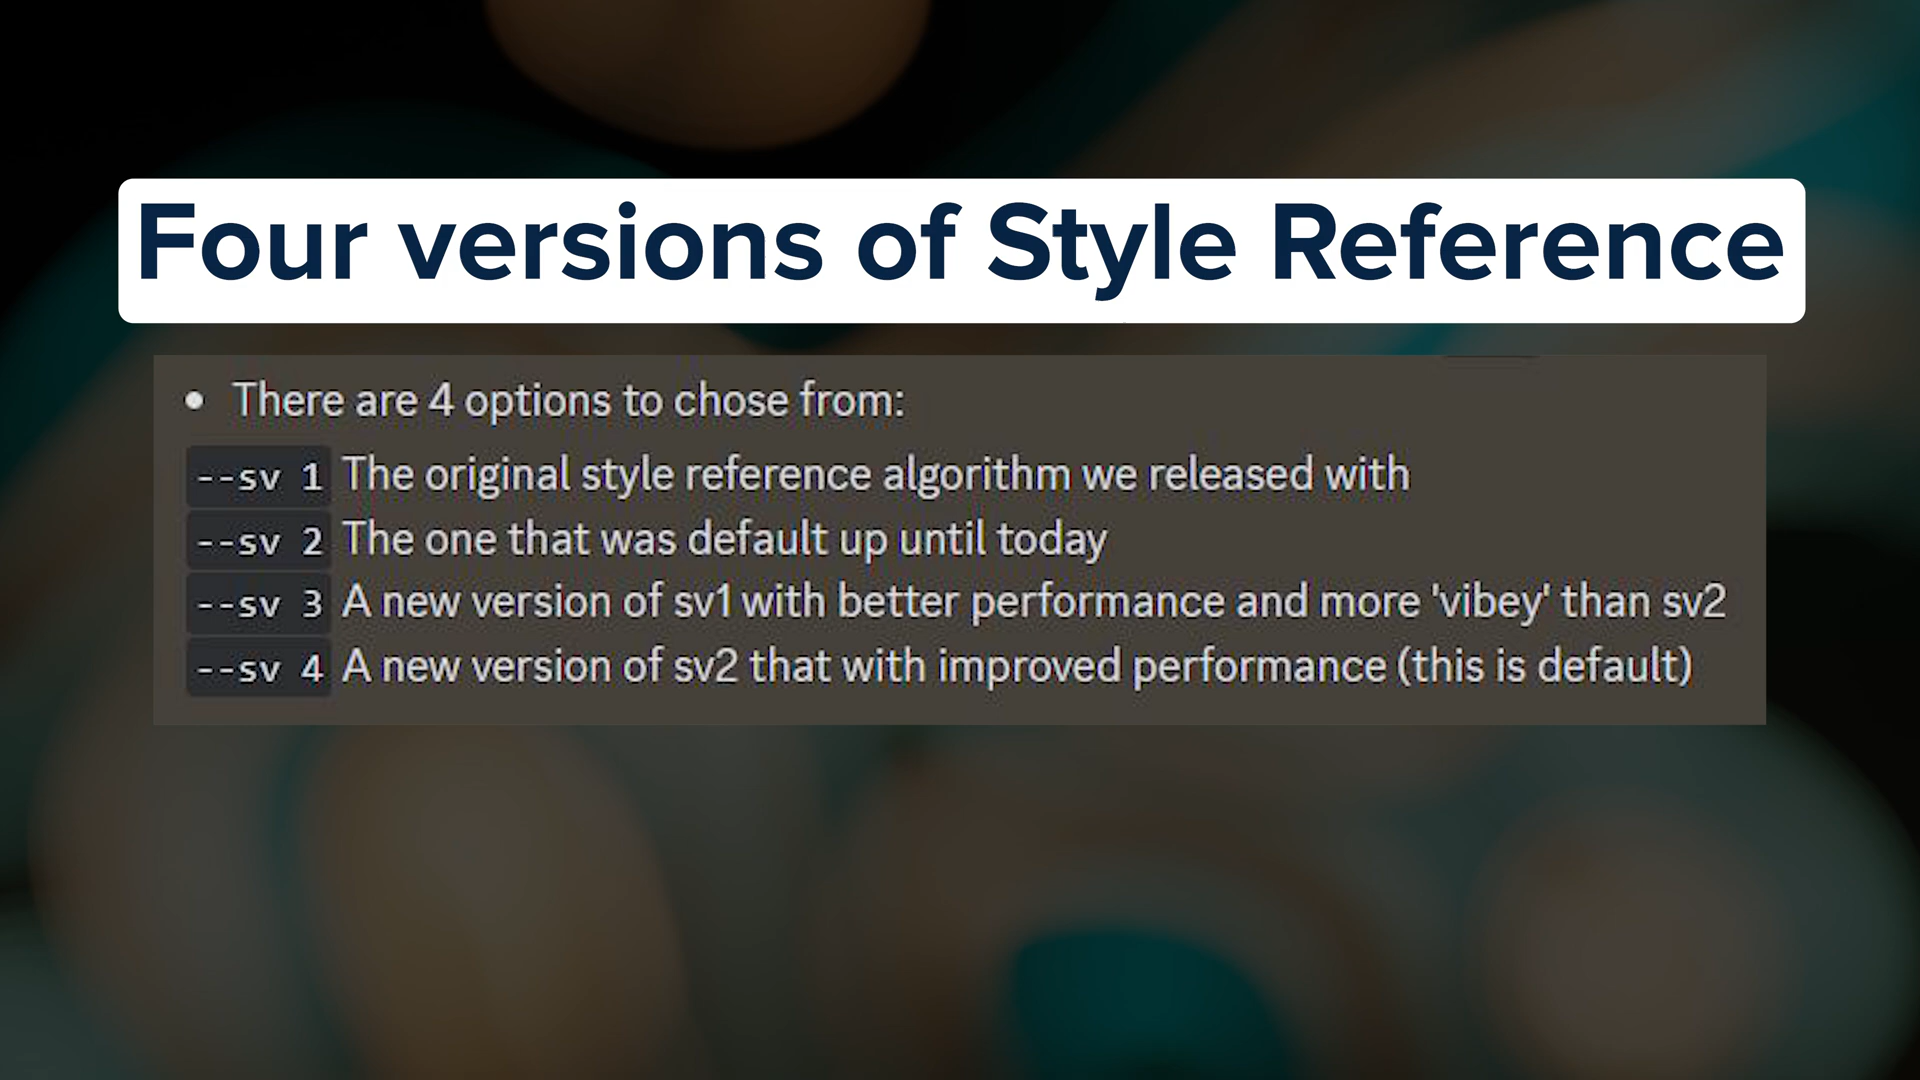 Four versions of Style Reference
• There are 4 options to chose from:
--sv 1 The original style reference algorithm we released with
--sv 2 The one that was default up until today
--sv 3 A new version of sv1 with better performance and more 'vibey' than sv2
--sv 4 A new version of sv2 that with improved performance (this is default)